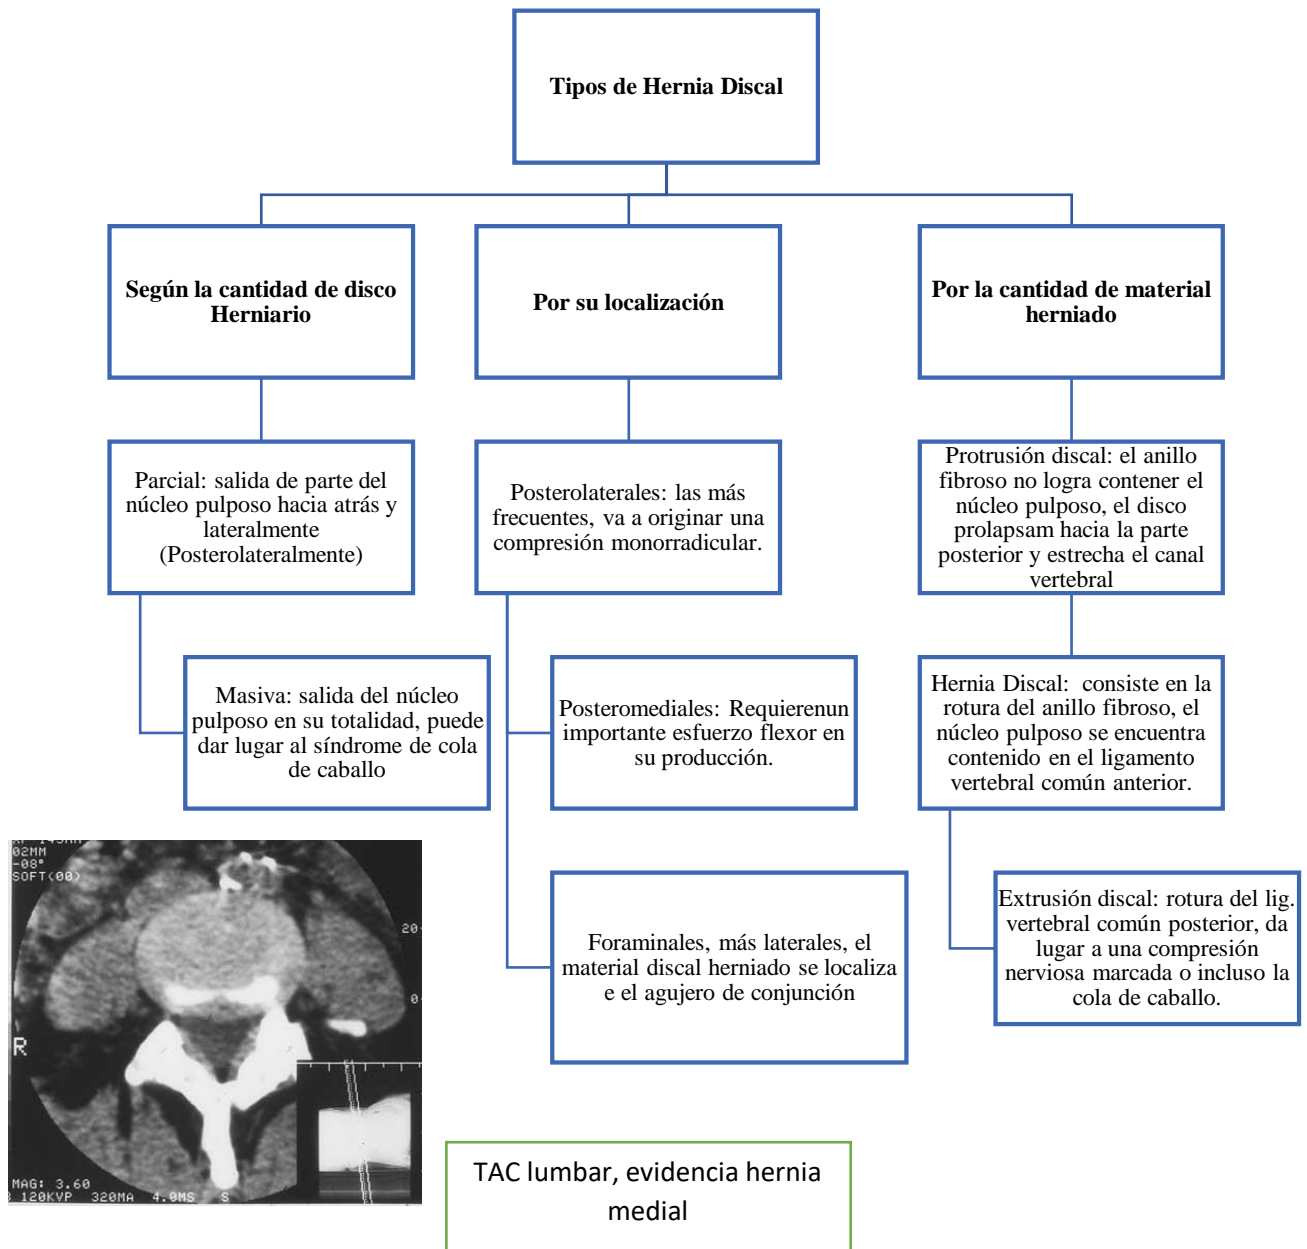 Tipos de Hernia Discal
Según la cantidad de disco
Herniario
Por su localización
Por la cantidad de material
herniado
Parcial: salida de parte del
núcleo pulposo hacia atrás y
lateralmente
(Posterolateralmente)
Posterolaterales: las más
frecuentes, va a originar una
compresión monorradicular.
Protrusión discal: el anillo
fibroso no logra contener el
núcleo pulposo, el disco
prolapsam hacia la parte
posterior y estrecha el canal
vertebral
Masiva: salida del núcleo
pulposo en su totalidad, puede
dar lugar al síndrome de cola
de caballo
Posteromediales: Requierenun
importante esfuerzo flexor en
su producción.
Hernia Discal: consiste en la
rotura del anillo fibroso, el
núcleo pulposo se encuentra
contenido en el ligamento
vertebral común anterior.
Foraminales, más laterales, el
material discal herniado se localiza
e el agujero de conjunción
Extrusión discal: rotura del lig.
vertebral común posterior, da
lugar a una compresión
nerviosa marcada o incluso la
cola de caballo.
02MM
-08°
SOFT(00)
20
0
R
MAG: 3.60
120KVP 320MA 4.0MS S
TAC lumbar, evidencia hernia
medial